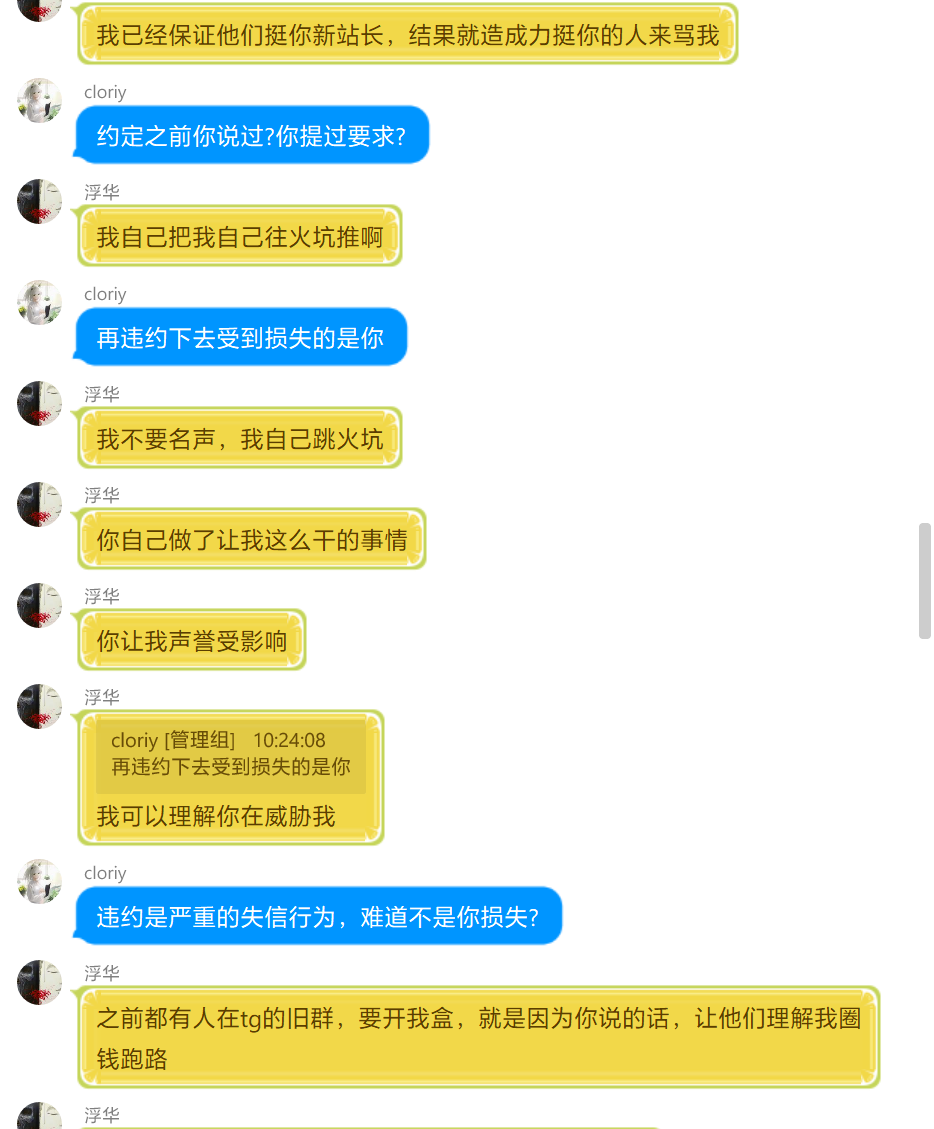 我已经保证他们挺你新站长，结果就造成力挺你的人来骂我
cloriy
约定之前你说过?你提过要求?
浮华
我自己把我自己往火坑推啊
cloriy
再违约下去受到损失的是你
浮华
我不要名声，我自己跳火坑
浮华
你自己做了让我这么干的事情
浮华
你让我声誉受影响
浮华
cloriy [管理组] 10:24:08
再违约下去受到损失的是你
我可以理解你在威胁我
cloriy
违约是严重的失信行为，难道不是你损失?
浮华
之前都有人在tg的旧群，要开我盒，就是因为你说的话，让他们理解我圈
钱跑路
浮华